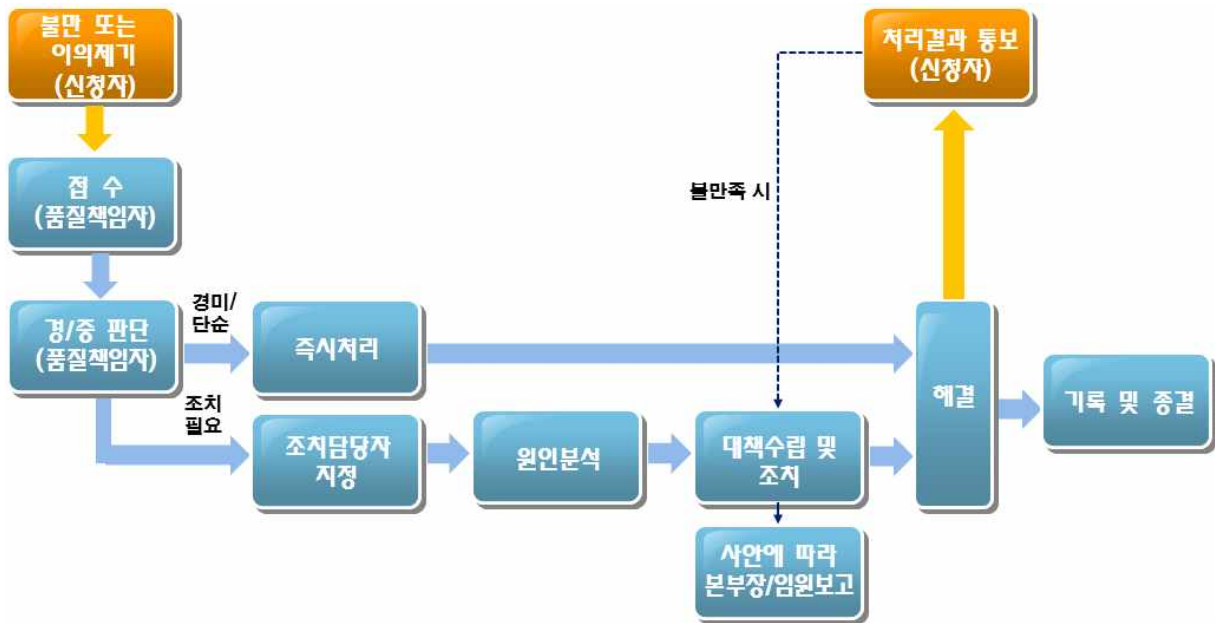 불만 또는
이의제기
(신청자)
처리결과 통보
(신청자)
접 수
(품질책임자)
불만족 시
경/중 판단
(품질책임자)
경미/
단순
즉시처리
해결
기록 및 종결
조치
필요
조치담당자
지정
원인분석
대책수립 및
조치
사안에 따라
본부장/임원보고